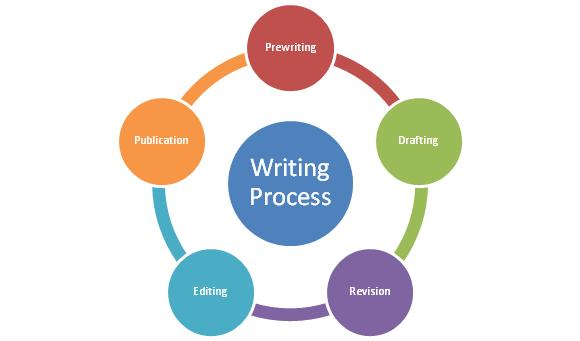 Prewriting
Publication
Drafting
Writing
Process
Editing
Revision